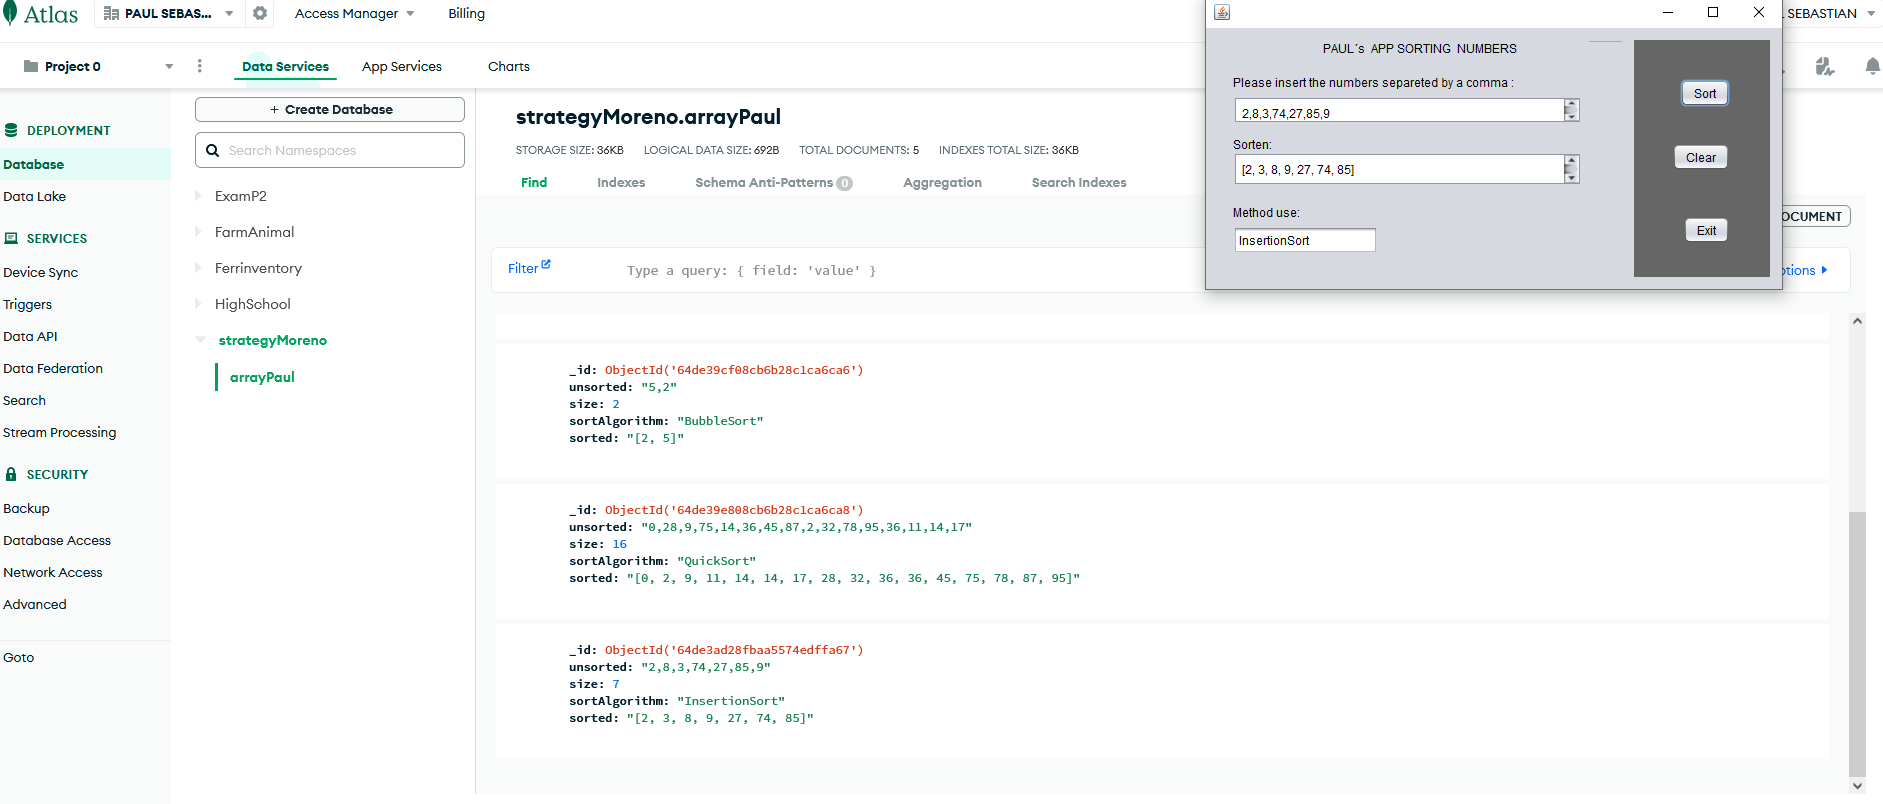 Atlas
PAUL SEBAS...
Access Manager
Billing
SEBASTIAN
Project 0
Data Services
App Services
Charts
DEPLOYMENT
Database
Data Lake
SERVICES
Device Sync
Triggers
Data API
Data Federation
Search
Stream Processing
SECURITY
Backup
Database Access
Network Access
Advanced
Goto
+ Create Database
Search Namespaces
ExamP2
FarmAnimal
Ferrinventory
HighSchool
strategyMoreno
arrayPaul
strategyMoreno.arrayPaul
STORAGE SIZE: 36KB LOGICAL DATA SIZE: 692B TOTAL DOCUMENTS: 5 INDEXES TOTAL SIZE: 36KB
Find Indexes Schema Anti-Patterns 0 Aggregation Search Indexes
OCUMENT
Filter
Type a query: { field: 'value' }
ptions
_id: ObjectId('64de39cf08cb6b28c1ca6ca6')
unsorted: "5,2"
size: 2
sortAlgorithm: "BubbleSort"
sorted: "[2, 5]"
_id: ObjectId('64de39e808cb6b28c1ca6ca8')
unsorted: "0,28,9,75,14,36,45,87,2,32,78,95,36,11,14,17"
size: 16
sortAlgorithm: "QuickSort"
sorted: "[0, 2, 9, 11, 14, 14, 17, 28, 32, 36, 36, 45, 75, 78, 87, 95]"
_id: ObjectId('64de3ad28fbaa5574edffa67')
unsorted: "2,8,3,74,27,85,9"
size: 7
sortAlgorithm: "InsertionSort"
sorted: "[2, 3, 8, 9, 27, 74, 85]"
PAUL´s APP SORTING NUMBERS
Please insert the numbers separeted by a comma :
2,8,3,74,27,85,9
Sorten:
[2, 3, 8, 9, 27, 74, 85]
Method use:
InsertionSort
Sort
Clear
Exit